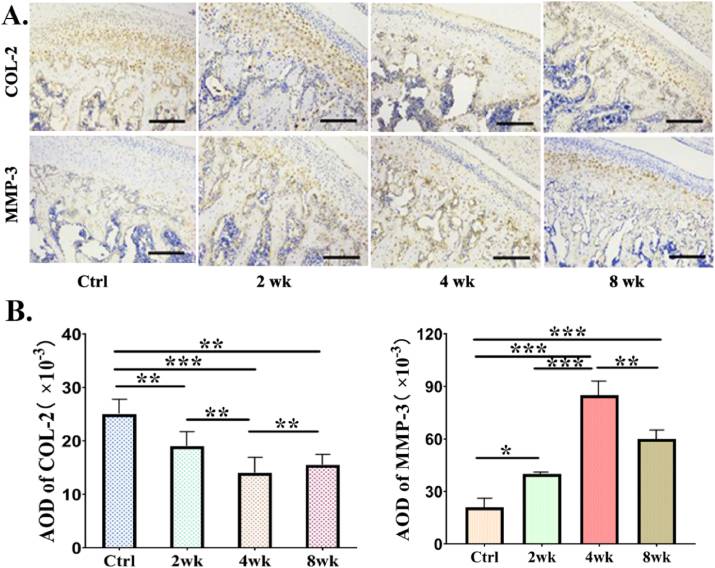 A.
COL-2
MMP-3
Ctrl 2 wk 4 wk 8 wk
B.
AOD of COL-2( ×10⁻³)
40
30
20
10
0
**
***
**
**
**
Ctrl 2wk 4wk 8wk
AOD of MMP-3( ×10⁻³)
120
90
60
30
0
***
***
***
**
*
Ctrl 2wk 4wk 8wk